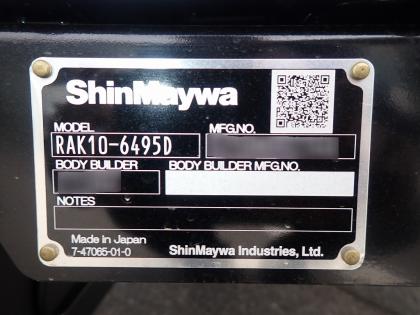 ShinMaywa
MODEL MFG.NO.
RAK10-6495D
BODY BUILDER BODY BUILDER MFG.NO.
NOTES
Made in Japan
7-47065-01-0 ShinMaywa Industries, Ltd.